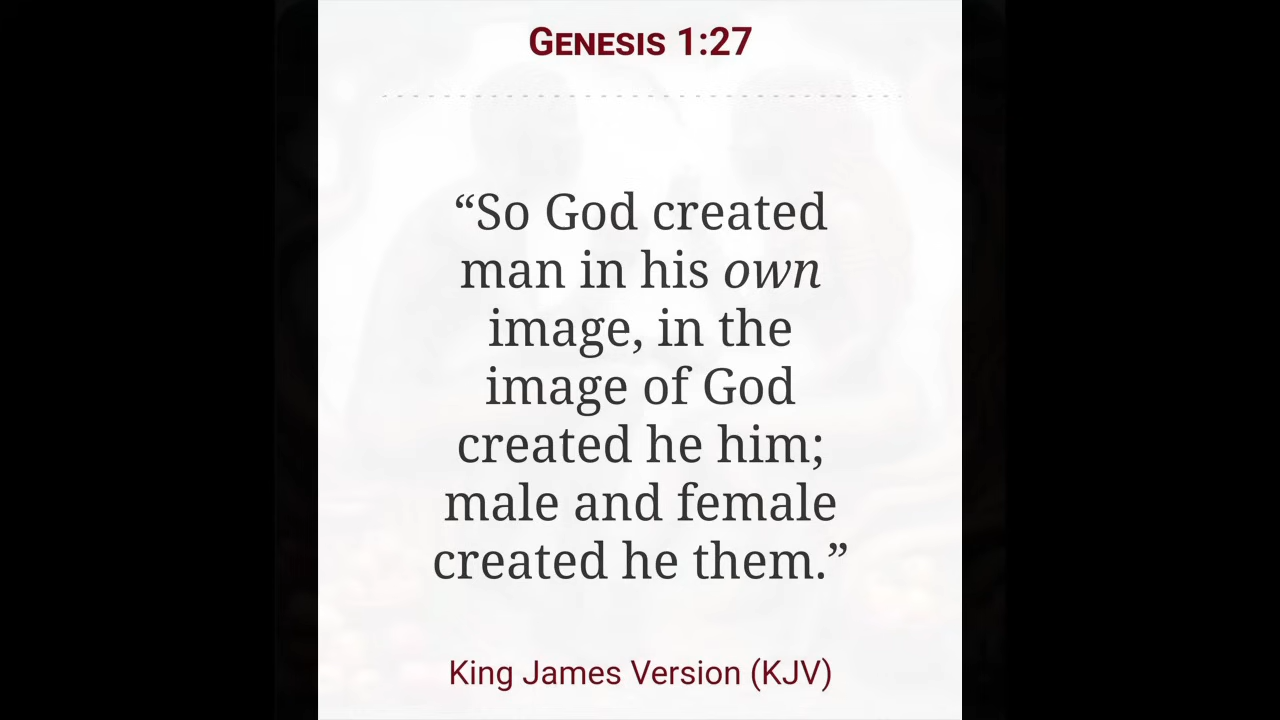 Genesis 1:27
“So God created
man in his own
image, in the
image of God
created he him;
male and female
created he them.”
King James Version (KJV)